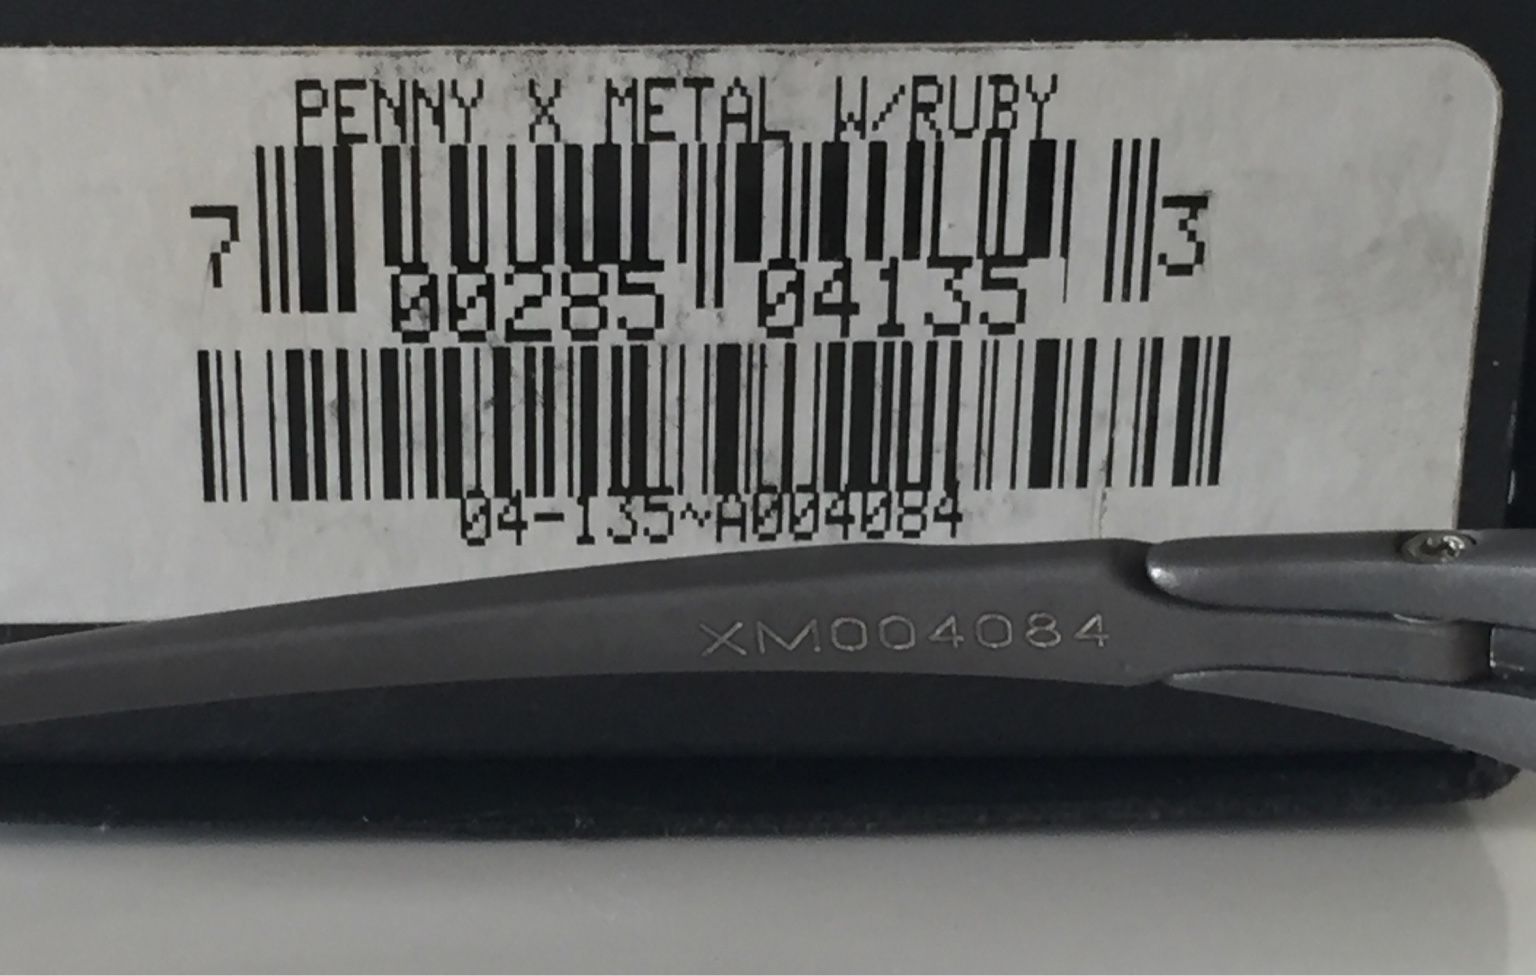 PENNY X METAL W/RUBY
7 00285 04135 3
04-135~A004084
XM004084